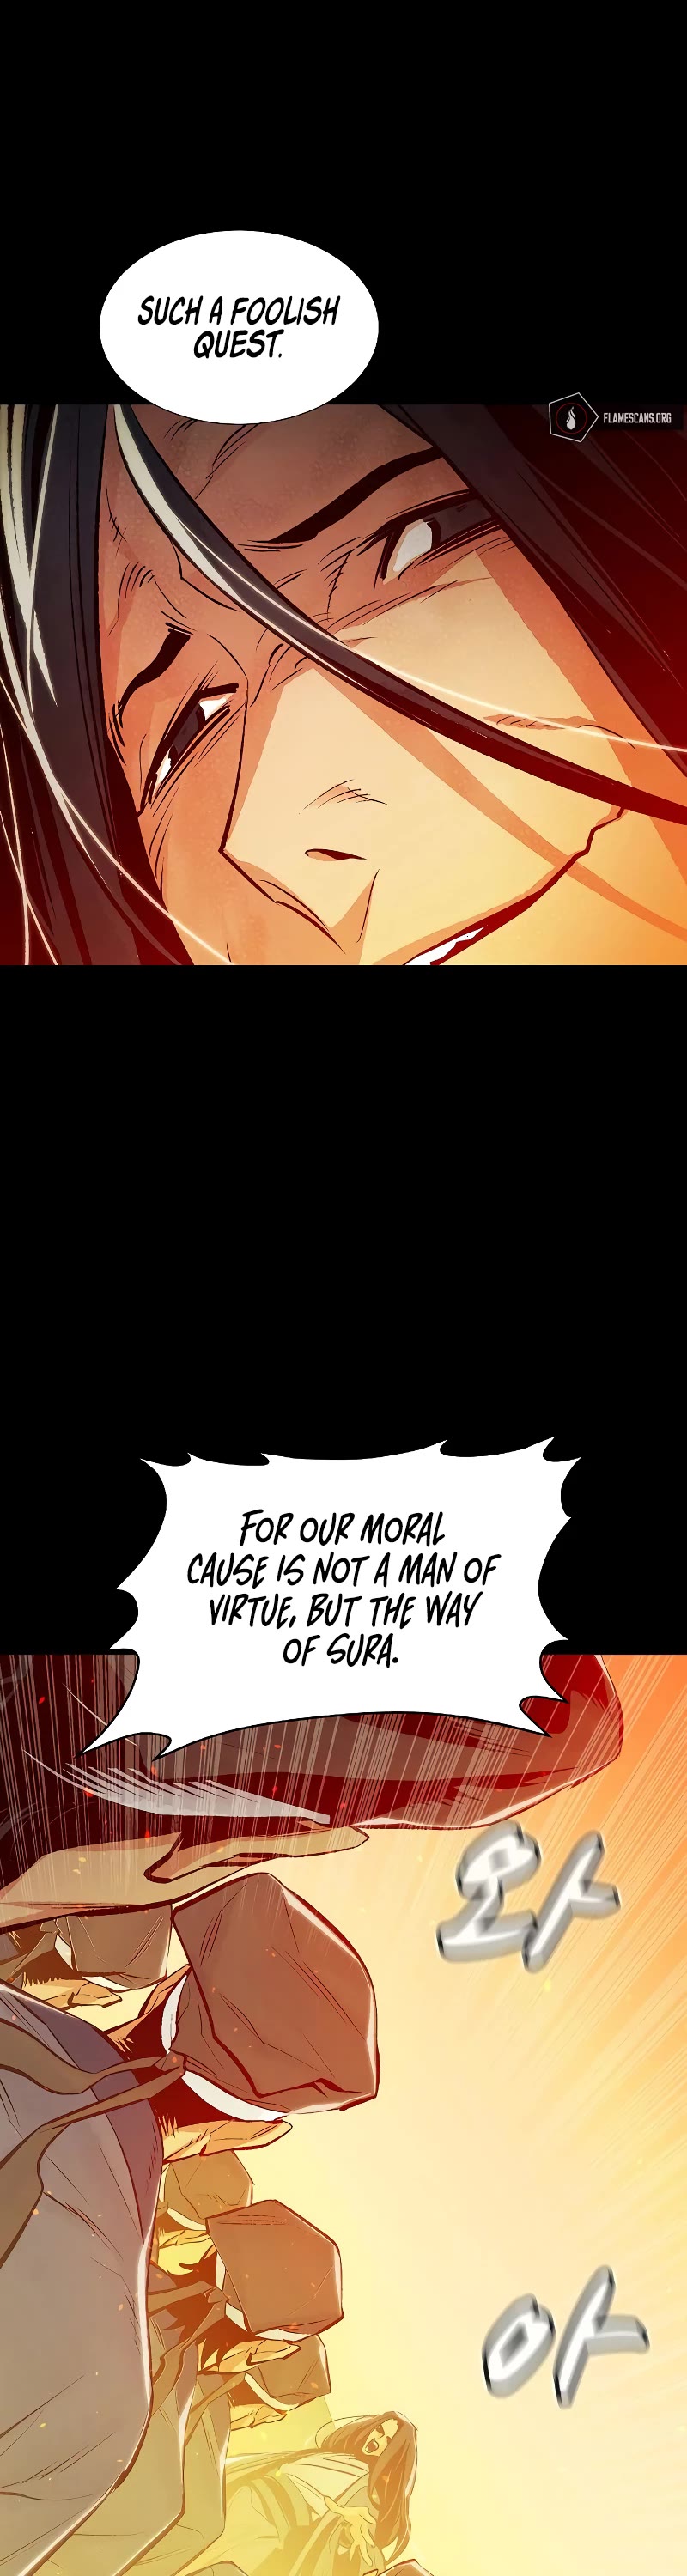 SUCH A FOOLISH
QUEST.
FLAMESCANS.ORG
FOR OUR MORAL
CAUSE IS NOT A MAN OF
VIRTUE, BUT THE WAY
OF SURA.
와
아